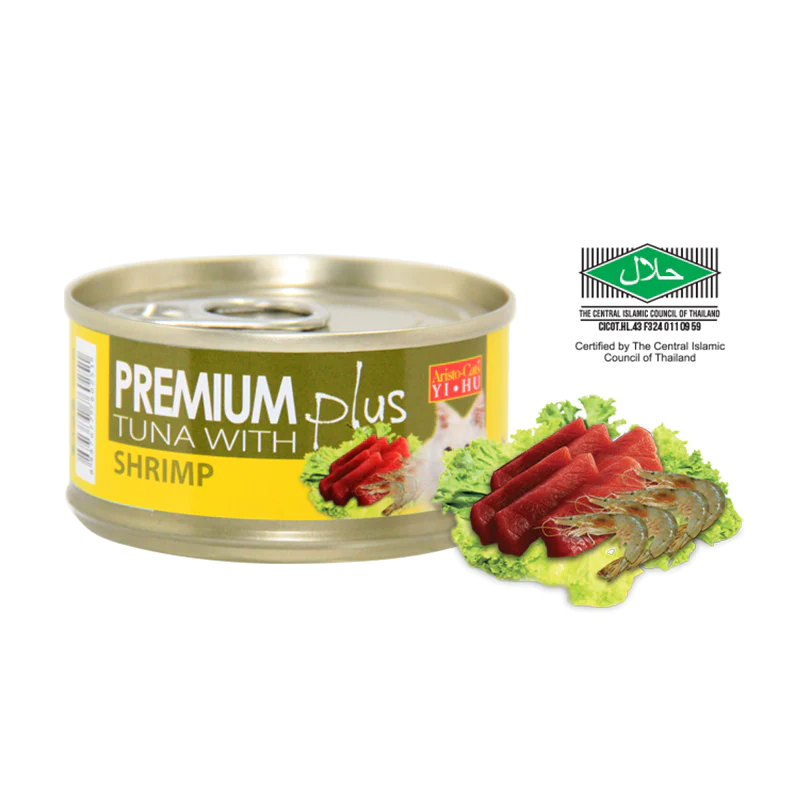 PREMIUM plus
TUNA WITH
SHRIMP
Aristo-Cats
YI•HU
حلال
THE CENTRAL ISLAMIC COUNCIL OF THAILAND
CICOT.HL.43 F324 011 09 59
Certified by The Central Islamic
Council of Thailand